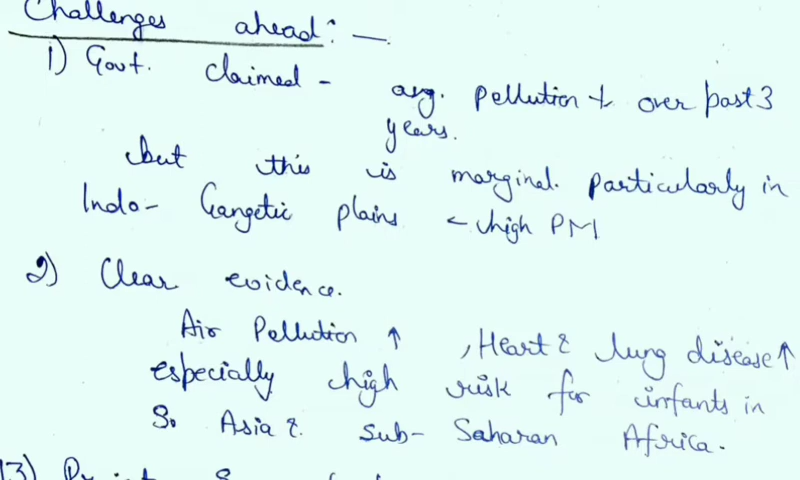 Challenges ahead: —
1) Govt. claimed - avg. pollution ↓ over past 3
years.
but this is marginal. particularly in
Indo- Gangetic plains ← high PM
2) Clear evidence.
Air Pollution ↑ , Heart & lung disease ↑
especially high risk for infants in
So Asia & sub- Saharan Africa.
13)